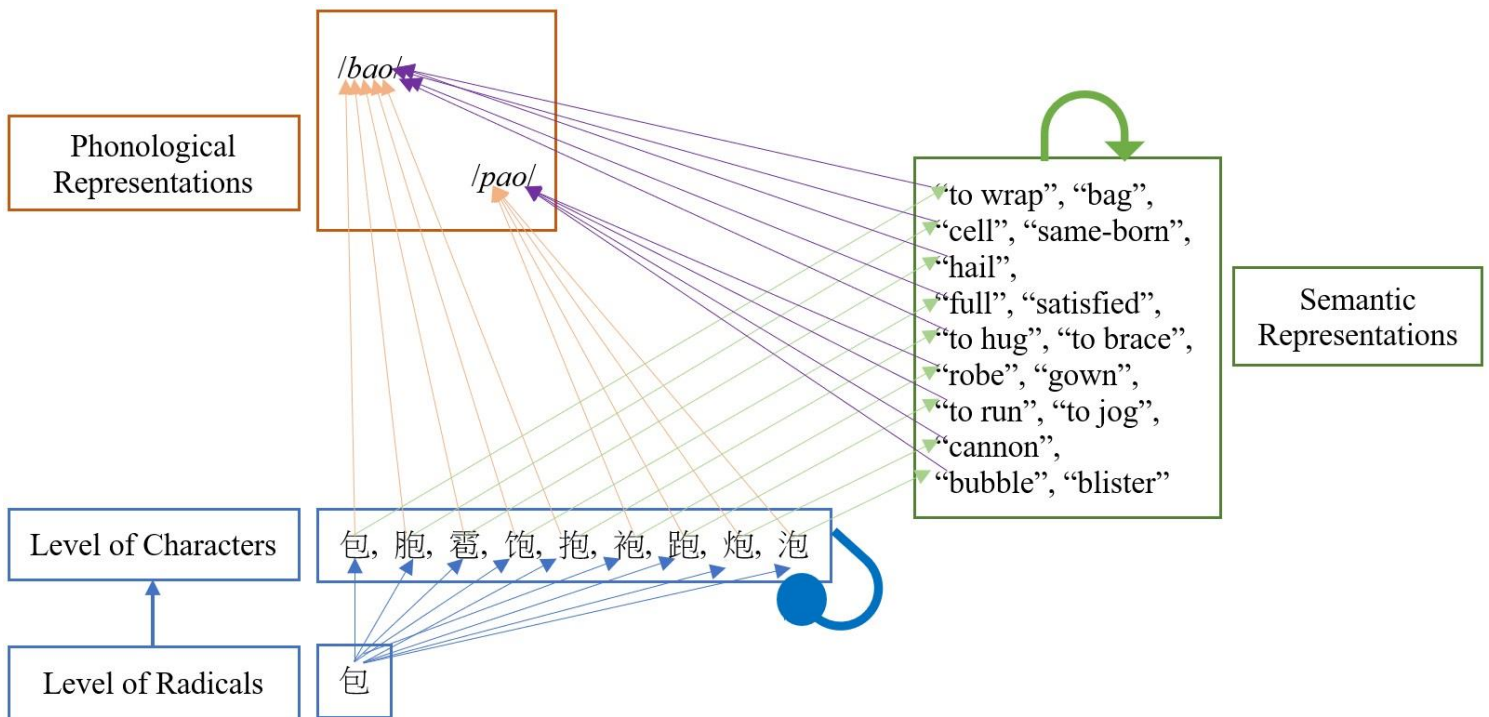 /bao/
Phonological
Representations
/pao/
“to wrap”, “bag”,
“cell”, “same-born”,
“hail”,
“full”, “satisfied”,
“to hug”, “to brace”,
“robe”, “gown”,
“to run”, “to jog”,
“cannon”,
“bubble”, “blister”
Semantic
Representations
Level of Characters
包, 胞, 雹, 饱, 抱, 袍, 跑, 炮, 泡
Level of Radicals
包